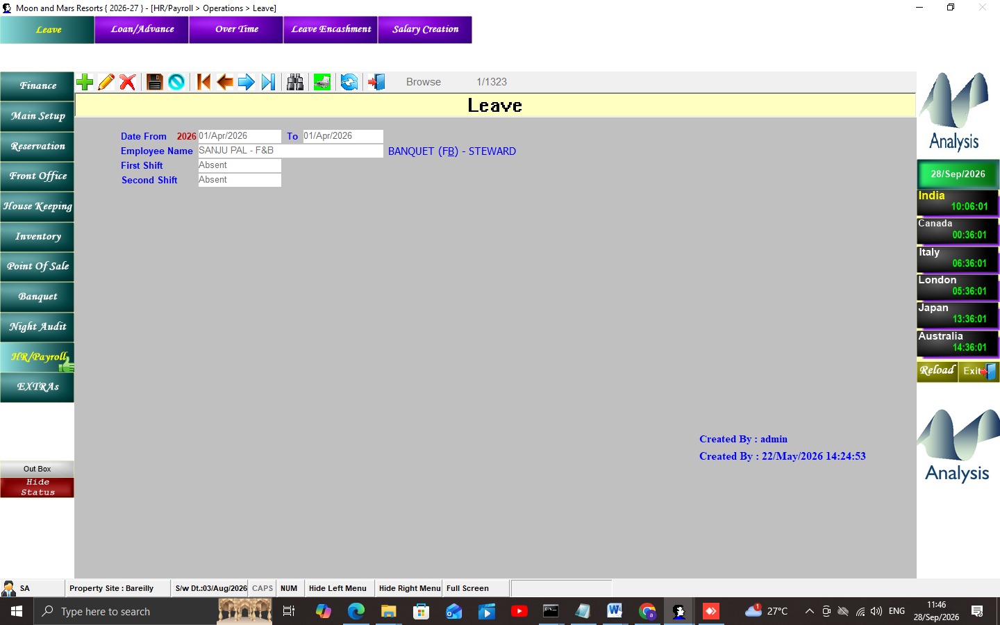 Moon and Mars Resorts { 2026-27 } - [HR/Payroll > Operations > Leave]
Leave
Loan/Advance
Over Time
Leave Encashment
Salary Creation
Finance
Main Setup
Reservation
Front Office
House Keeping
Inventory
Point Of Sale
Banquet
Night Audit
HR/Payroll
EXTRAs
Out Box
Hide
Status
Browse 1/1323
Leave
Date From 2026 01/Apr/2026 To 01/Apr/2026
Employee Name SANJU PAL - F&B BANQUET (FB) - STEWARD
First Shift Absent
Second Shift Absent
Created By : admin
Created By : 22/May/2026 14:24:53
Analysis
28/Sep/2026
India
10:06:01
Canada
00:36:01
Italy
06:36:01
London
05:36:01
Japan
13:36:01
Australia
14:36:01
Reload Exit
Analysis
SA Property Site : Bareilly S/w Dt.:03/Aug/2026 CAPS NUM Hide Left Menu Hide Right Menu Full Screen
Type here to search
1 27°C ENG
11:46
28/Sep/2026